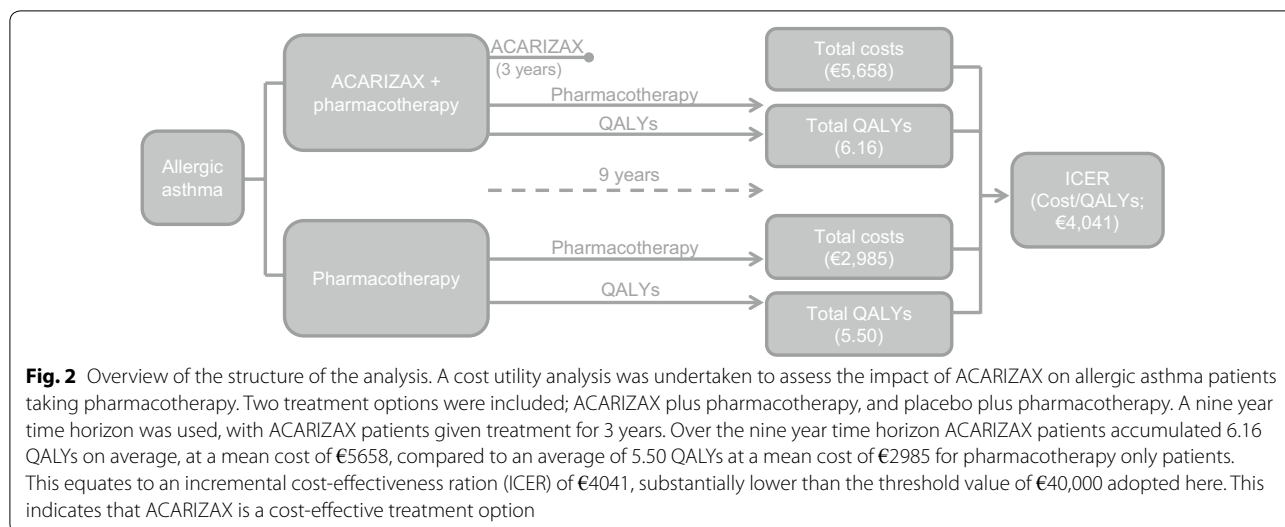 ACARIZAX
(3 years)
Total costs
(€5,658)
ACARIZAX +
pharmacotherapy
Pharmacotherapy
QALYs
Total QALYs
(6.16)
Allergic
asthma
9 years
ICER
(Cost/QALYs;
€4,041)
Pharmacotherapy
Pharmacotherapy
QALYs
Total costs
(€2,985)
Total QALYs
(5.50)
Fig. 2 Overview of the structure of the analysis. A cost utility analysis was undertaken to assess the impact of ACARIZAX on allergic asthma patients
taking pharmacotherapy. Two treatment options were included; ACARIZAX plus pharmacotherapy, and placebo plus pharmacotherapy. A nine year
time horizon was used, with ACARIZAX patients given treatment for 3 years. Over the nine year time horizon ACARIZAX patients accumulated 6.16
QALYs on average, at a mean cost of €5658, compared to an average of 5.50 QALYs at a mean cost of €2985 for pharmacotherapy only patients.
This equates to an incremental cost-effectiveness ration (ICER) of €4041, substantially lower than the threshold value of €40,000 adopted here. This
indicates that ACARIZAX is a cost-effective treatment option